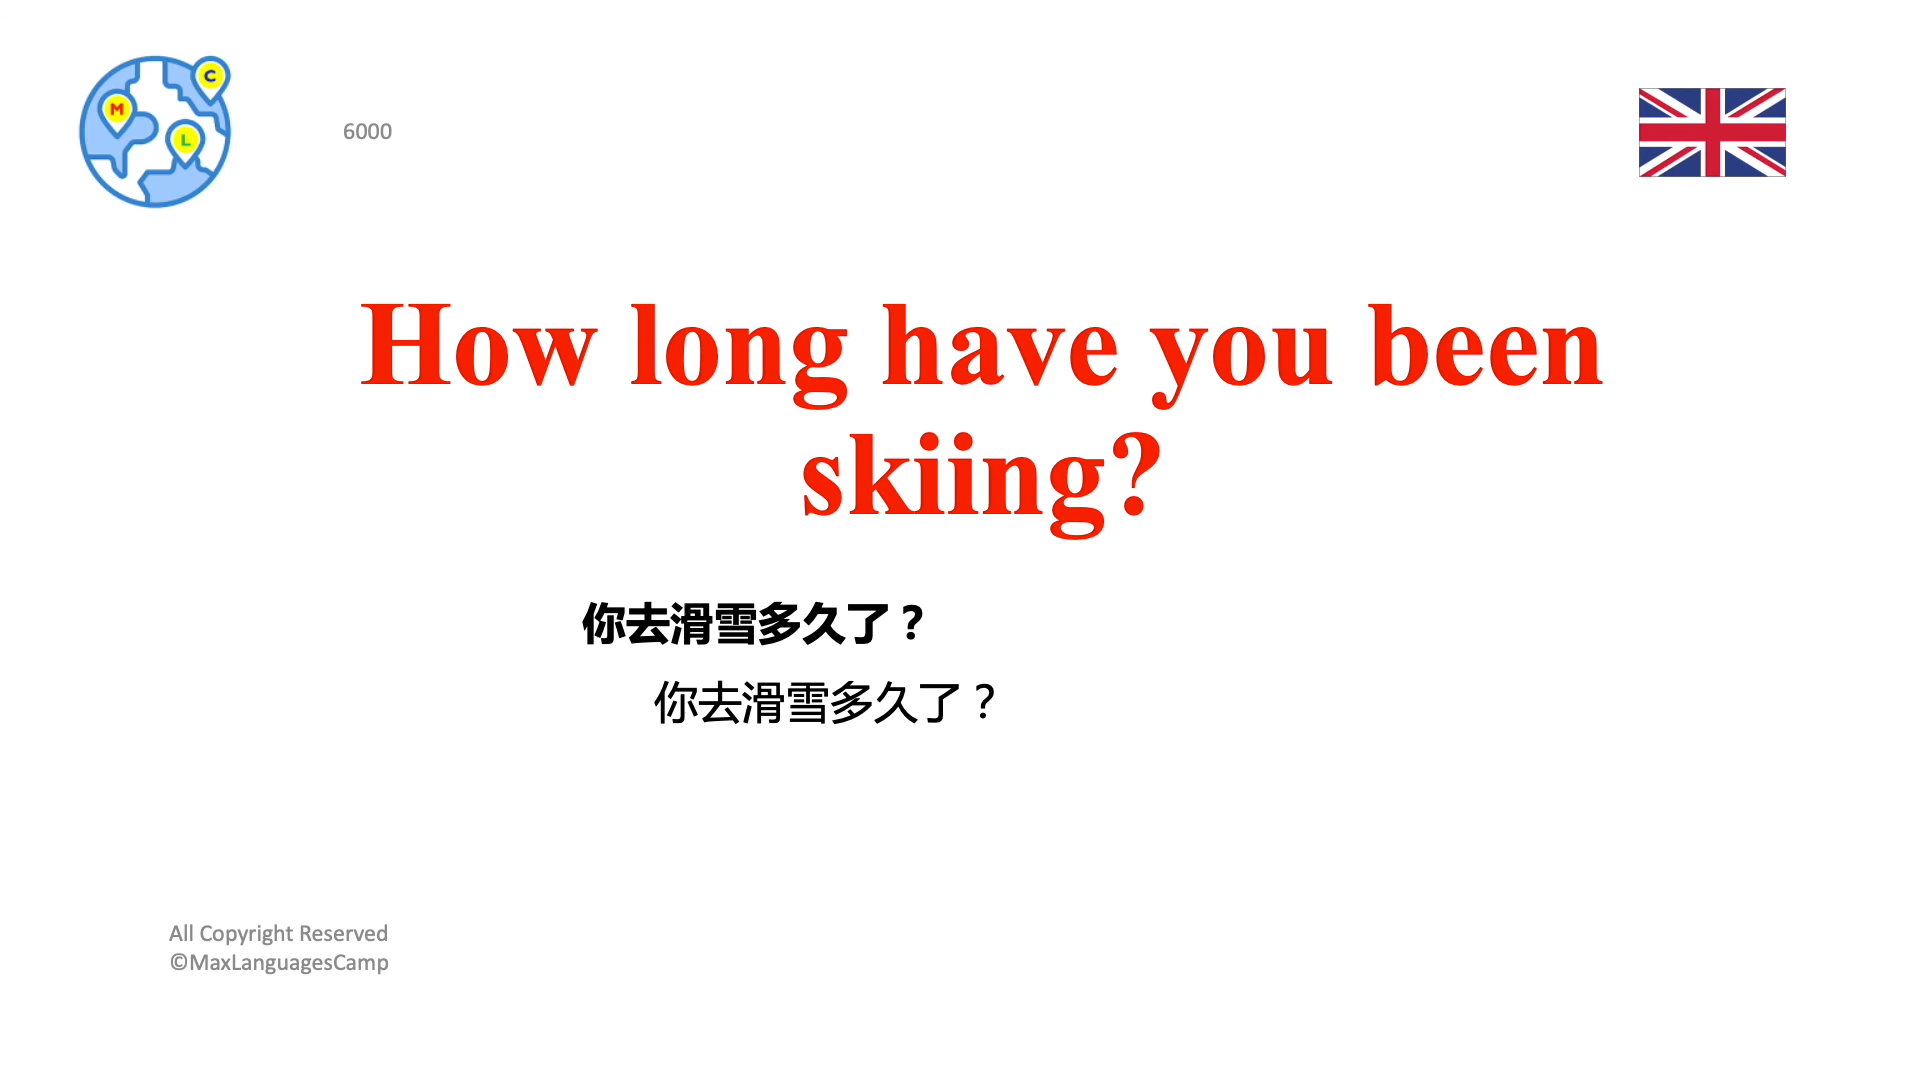 C
M
L
6000
How long have you been
skiing?
你去滑雪多久了？
你去滑雪多久了？
All Copyright Reserved
©MaxLanguagesCamp